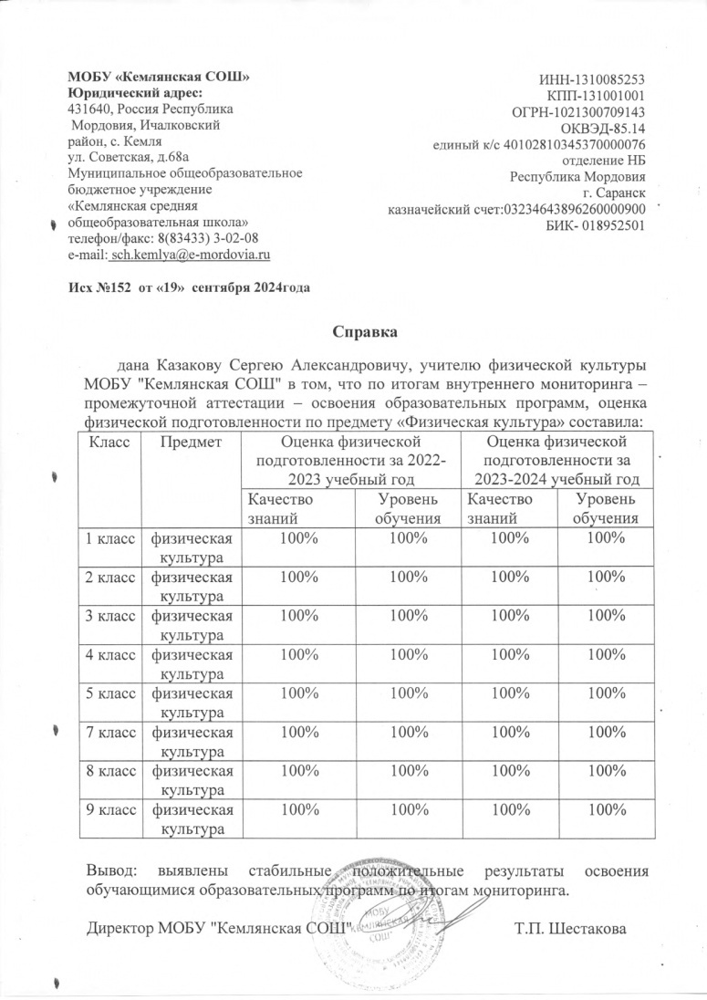 МОБУ «Кемлянская СОШ»
Юридический адрес:
431640, Россия Республика
Мордовия, Ичалковский
район, с. Кемля
ул. Советская, д.68а
Муниципальное общеобразовательное
бюджетное учреждение
«Кемлянская средняя
общеобразовательная школа»
телефон/факс: 8(83433) 3-02-08
e-mail: sch.kemlya@e-mordovia.ru
ИНН-1310085253
КПП-131001001
ОГРН-1021300709143
ОКВЭД-85.14
единый к/с 40102810345370000076
отделение НБ
Республика Мордовия
г. Саранск
казначейский счет:03234643896260000900
БИК- 018952501
Исх №152 от «19» сентября 2024года
Справка
дана Казакову Сергею Александровичу, учителю физической культуры
МОБУ "Кемлянская СОШ" в том, что по итогам внутреннего мониторинга –
промежуточной аттестации – освоения образовательных программ, оценка
физической подготовленности по предмету «Физическая культура» составила:
Класс Предмет Оценка физической подготовленности за 2022-2023 учебный год Оценка физической подготовленности за 2023-2024 учебный год
Качество знаний Уровень обучения Качество знаний Уровень обучения
1 класс физическая культура 100% 100% 100% 100%
2 класс физическая культура 100% 100% 100% 100%
3 класс физическая культура 100% 100% 100% 100%
4 класс физическая культура 100% 100% 100% 100%
5 класс физическая культура 100% 100% 100% 100%
7 класс физическая культура 100% 100% 100% 100%
8 класс физическая культура 100% 100% 100% 100%
9 класс физическая культура 100% 100% 100% 100%
Вывод: выявлены стабильные положительные результаты освоения
обучающимися образовательных программ по итогам мониторинга.
Директор МОБУ "Кемлянская СОШ" Т.П. Шестакова
МОБУ
КЕМЛЯНСКАЯ
СОШ"